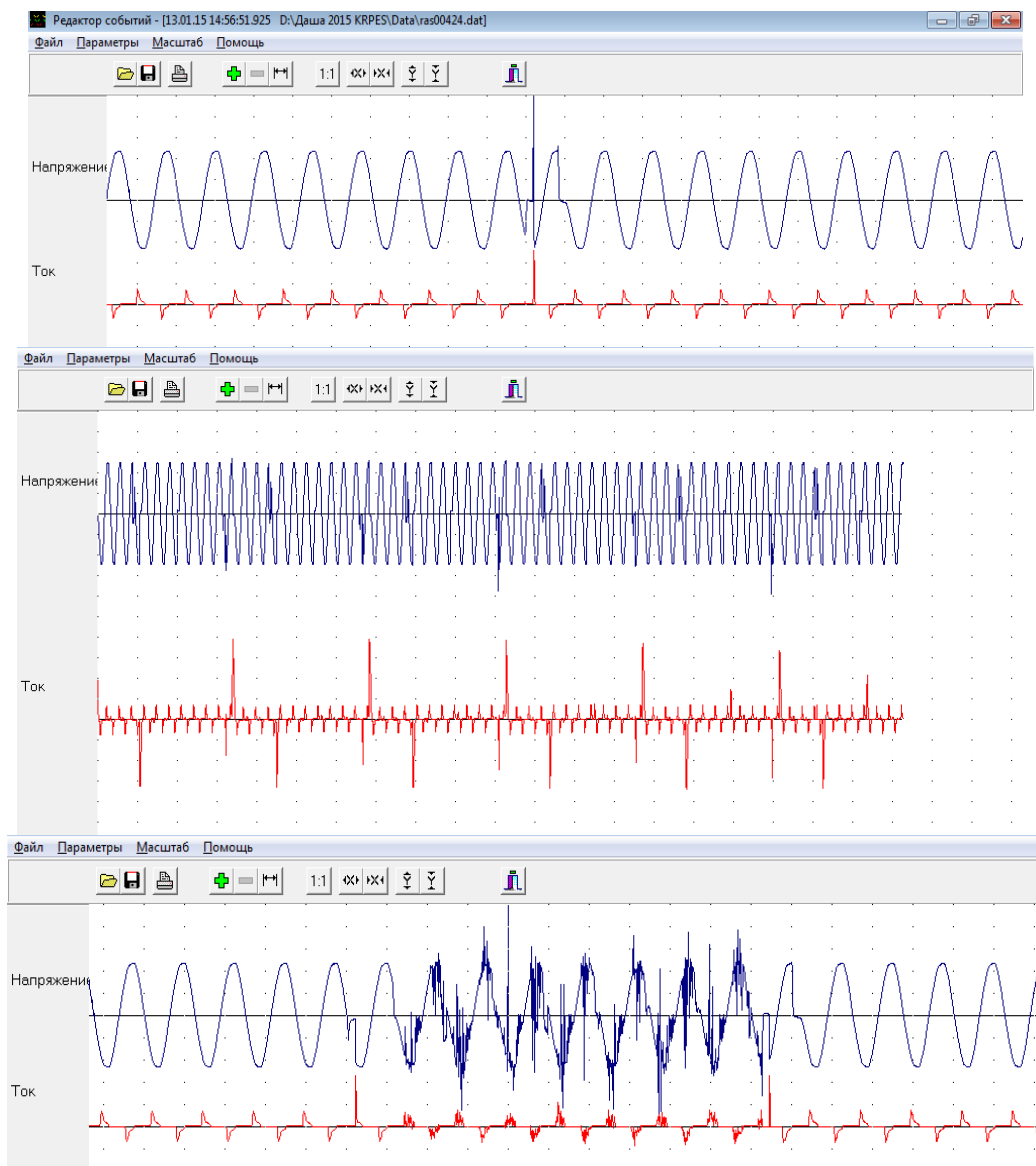 Редактор событий - [13.01.15 14:56:51.925 D:\Даша 2015 KRPES\Data\ras00424.dat]
Файл Параметры Масштаб Помощь
1:1
Напряжение
Ток
Файл Параметры Масштаб Помощь
1:1
Напряжение
Ток
Файл Параметры Масштаб Помощь
1:1
Напряжение
Ток